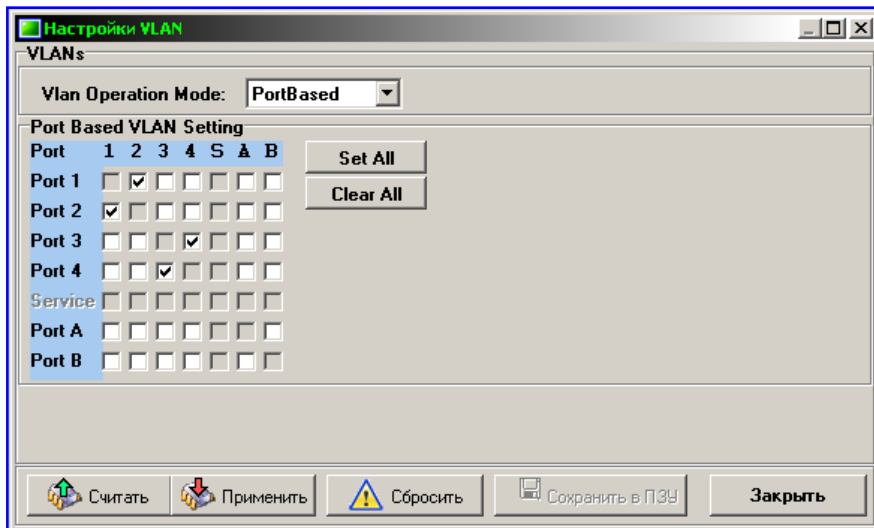 Настройки VLAN
VLANs
Vlan Operation Mode: PortBased
Port Based VLAN Setting
Port 1 2 3 4 S A B
Set All
Port 1
Clear All
Port 2
Port 3
Port 4
Service
Port A
Port B
Считать Применить Сбросить Сохранить в ПЗУ Закрыть